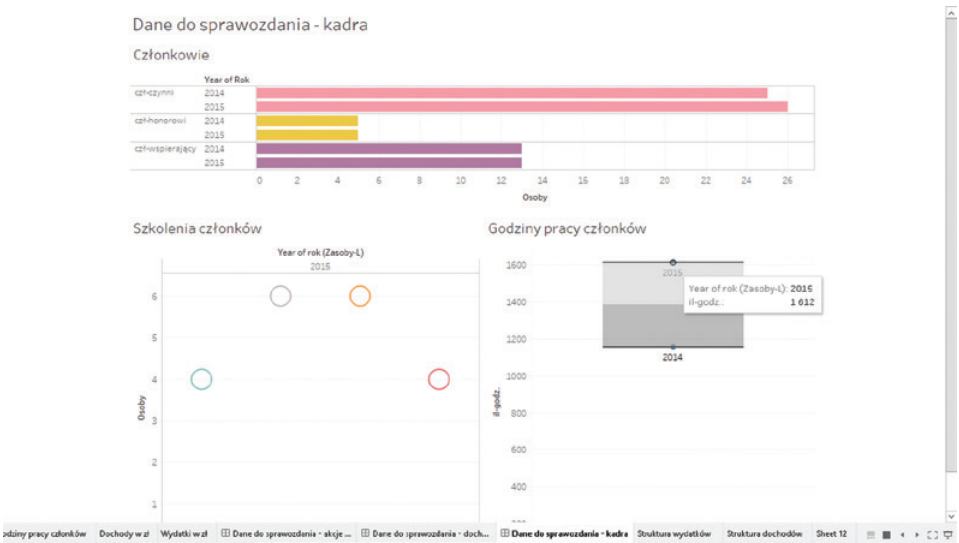 Dane do sprawozdania - kadra
Członkowie
Year of Rok
czł-czynni 2014
2015
czł-honorowi 2014
2015
czł-wspierający 2014
2015
0 2 4 6 8 10 12 14 16 18 20 22 24 26
Osoby
Szkolenia członków
Year of rok (Zasoby-L)
2015
6
5
4
3
2
1
Osoby
Godziny pracy członków
1600
1400
1200
1000
800
600
400
il-godz.
2015
Year of rok (Zasoby-L): 2015
il-godz.: 1 612
2014
odziny pracy członków Dochody w zł Wydatki w zł Dane do sprawozdania - akcje ... Dane do sprawozdania - doch... Dane do sprawozdania - kadra Struktura wydatków Struktura dochodów Sheet 12